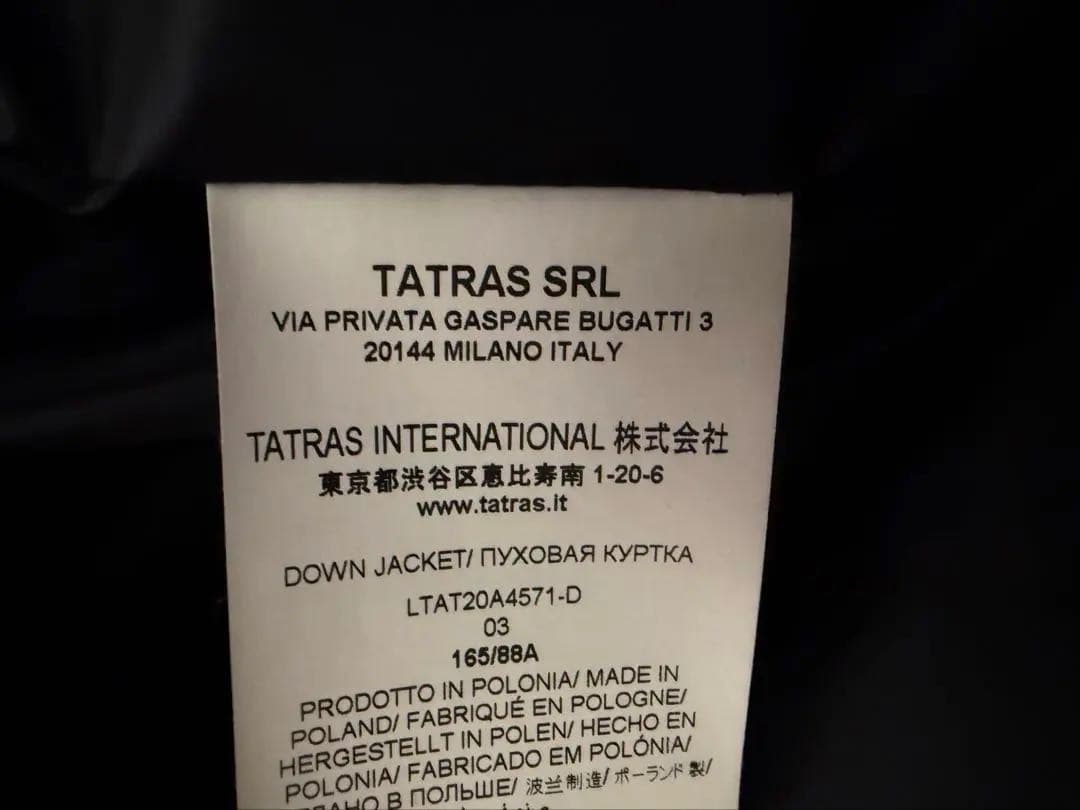 TATRAS SRL
VIA PRIVATA GASPARE BUGATTI 3
20144 MILANO ITALY
TATRAS INTERNATIONAL 株式会社
東京都渋谷区恵比寿南 1-20-6
www.tatras.it
DOWN JACKET/ ПУХОВАЯ КУРТКА
LTAT20A4571-D
03
165/88A
PRODOTTO IN POLONIA/ MADE IN
POLAND/ FABRIQUÉ EN POLOGNE/
HERGESTELLT IN POLEN/ HECHO EN
POLONIA/ FABRICADO EM POLÓNIA/
В ПОЛЬШЕ/ 波兰制造/ ポーランド製/